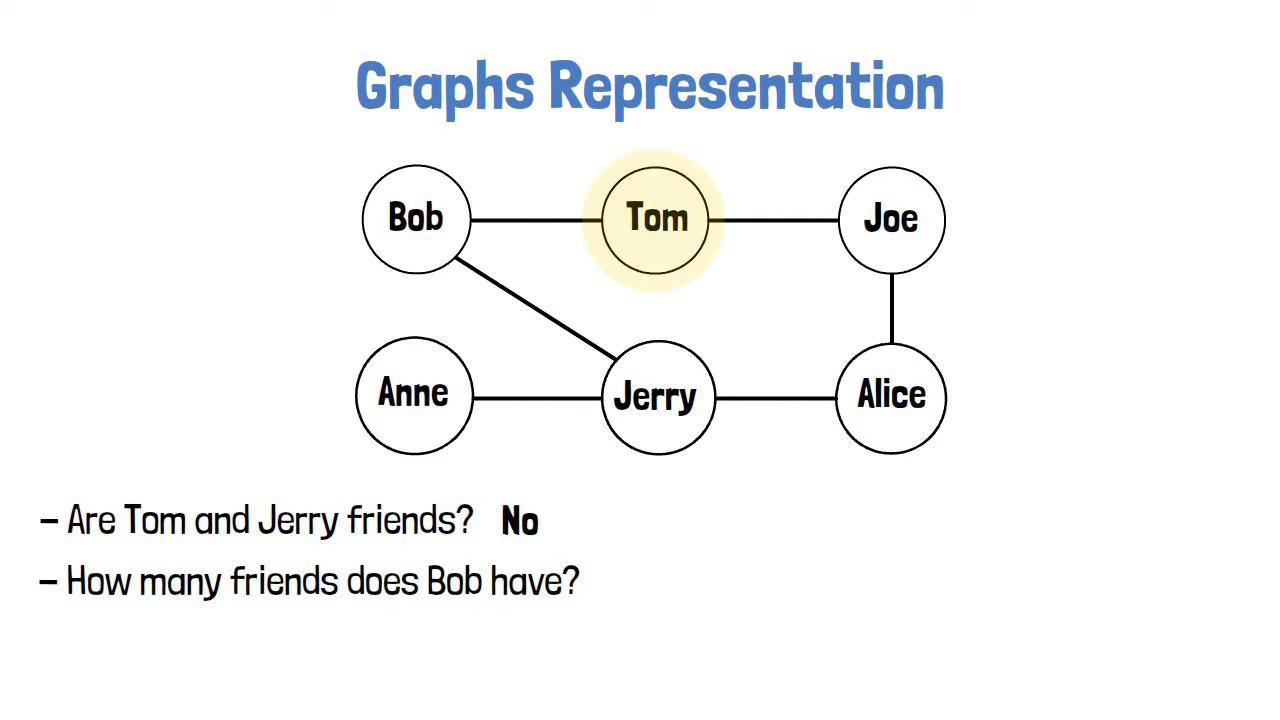 Graphs Representation
Bob Tom Joe
Anne Jerry Alice
– Are Tom and Jerry friends? No
– How many friends does Bob have?